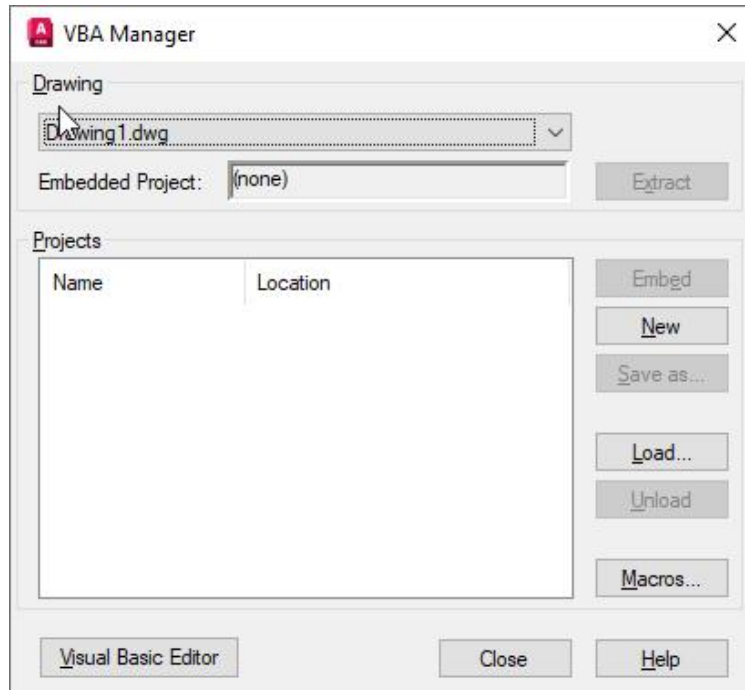 VBA Manager
Drawing
Drawing1.dwg
Embedded Project: (none) Extract
Projects
Name Location
Embed
New
Save as...
Load...
Unload
Macros...
Visual Basic Editor Close Help